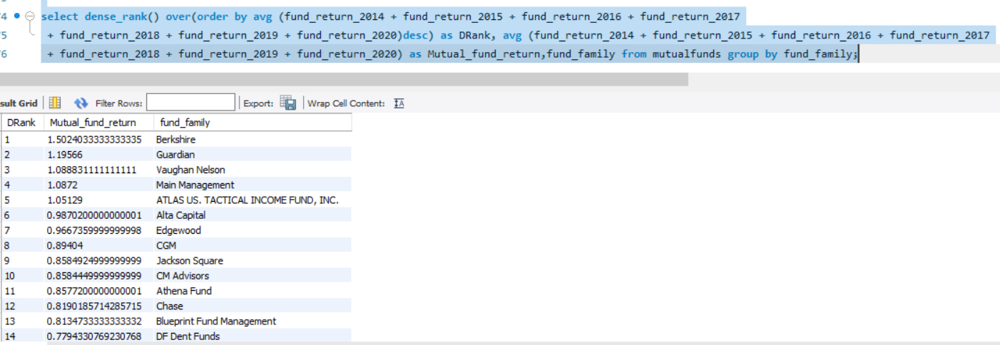 74 select dense_rank() over(order by avg (fund_return_2014 + fund_return_2015 + fund_return_2016 + fund_return_2017
75 + fund_return_2018 + fund_return_2019 + fund_return_2020)desc) as DRank, avg (fund_return_2014 + fund_return_2015 + fund_return_2016 + fund_return_2017
76 + fund_return_2018 + fund_return_2019 + fund_return_2020) as Mutual_fund_return,fund_family from mutualfunds group by fund_family;
sult Grid Filter Rows: Export: Wrap Cell Content: IA
DRank Mutual_fund_return fund_family
1 1.5024033333333335 Berkshire
2 1.19566 Guardian
3 1.088831111111111 Vaughan Nelson
4 1.0872 Main Management
5 1.05129 ATLAS US. TACTICAL INCOME FUND, INC.
6 0.9870200000000001 Alta Capital
7 0.9667359999999998 Edgewood
8 0.89404 CGM
9 0.8584924999999999 Jackson Square
10 0.8584449999999999 CM Advisors
11 0.8577200000000001 Athena Fund
12 0.8190185714285715 Chase
13 0.8134733333333332 Blueprint Fund Management
14 0.7794330769230768 DF Dent Funds